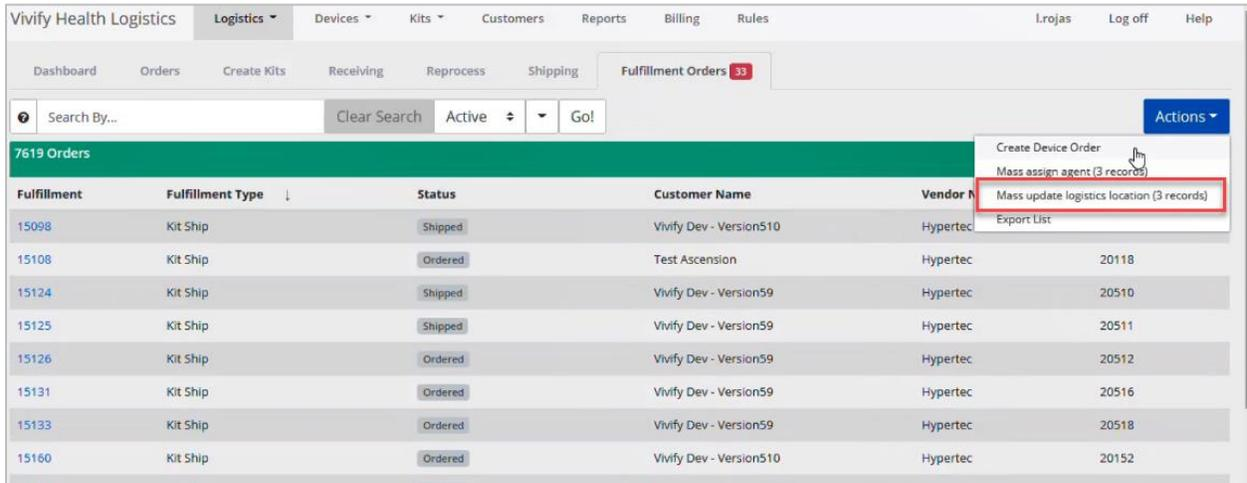 Vivify Health Logistics Logistics Devices Kits Customers Reports Billing Rules l.rojas Log off Help
Dashboard Orders Create Kits Receiving Reprocess Shipping Fulfillment Orders 33
Search By... Clear Search Active Go! Actions
Create Device Order
7619 Orders
Mass assign agent (3 records)
Fulfillment Fulfillment Type ↓ Status Customer Name Vendor N
Mass update logistics location (3 records)
Export List
15098 Kit Ship Shipped Vivify Dev - Version510 Hypertec
15108 Kit Ship Ordered Test Ascension Hypertec 20118
15124 Kit Ship Shipped Vivify Dev - Version59 Hypertec 20510
15125 Kit Ship Shipped Vivify Dev - Version59 Hypertec 20511
15126 Kit Ship Ordered Vivify Dev - Version59 Hypertec 20512
15131 Kit Ship Ordered Vivify Dev - Version59 Hypertec 20516
15133 Kit Ship Ordered Vivify Dev - Version59 Hypertec 20518
15160 Kit Ship Ordered Vivify Dev - Version510 Hypertec 20152